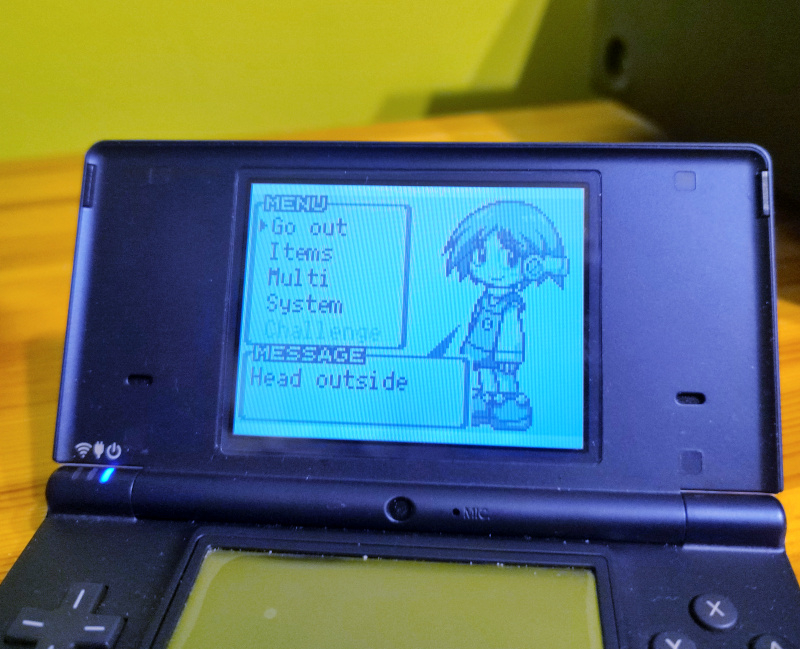 MENU
Go out
Items
Multi
System
Challenge
MESSAGE
Head outside
MIC.
X
Y
A